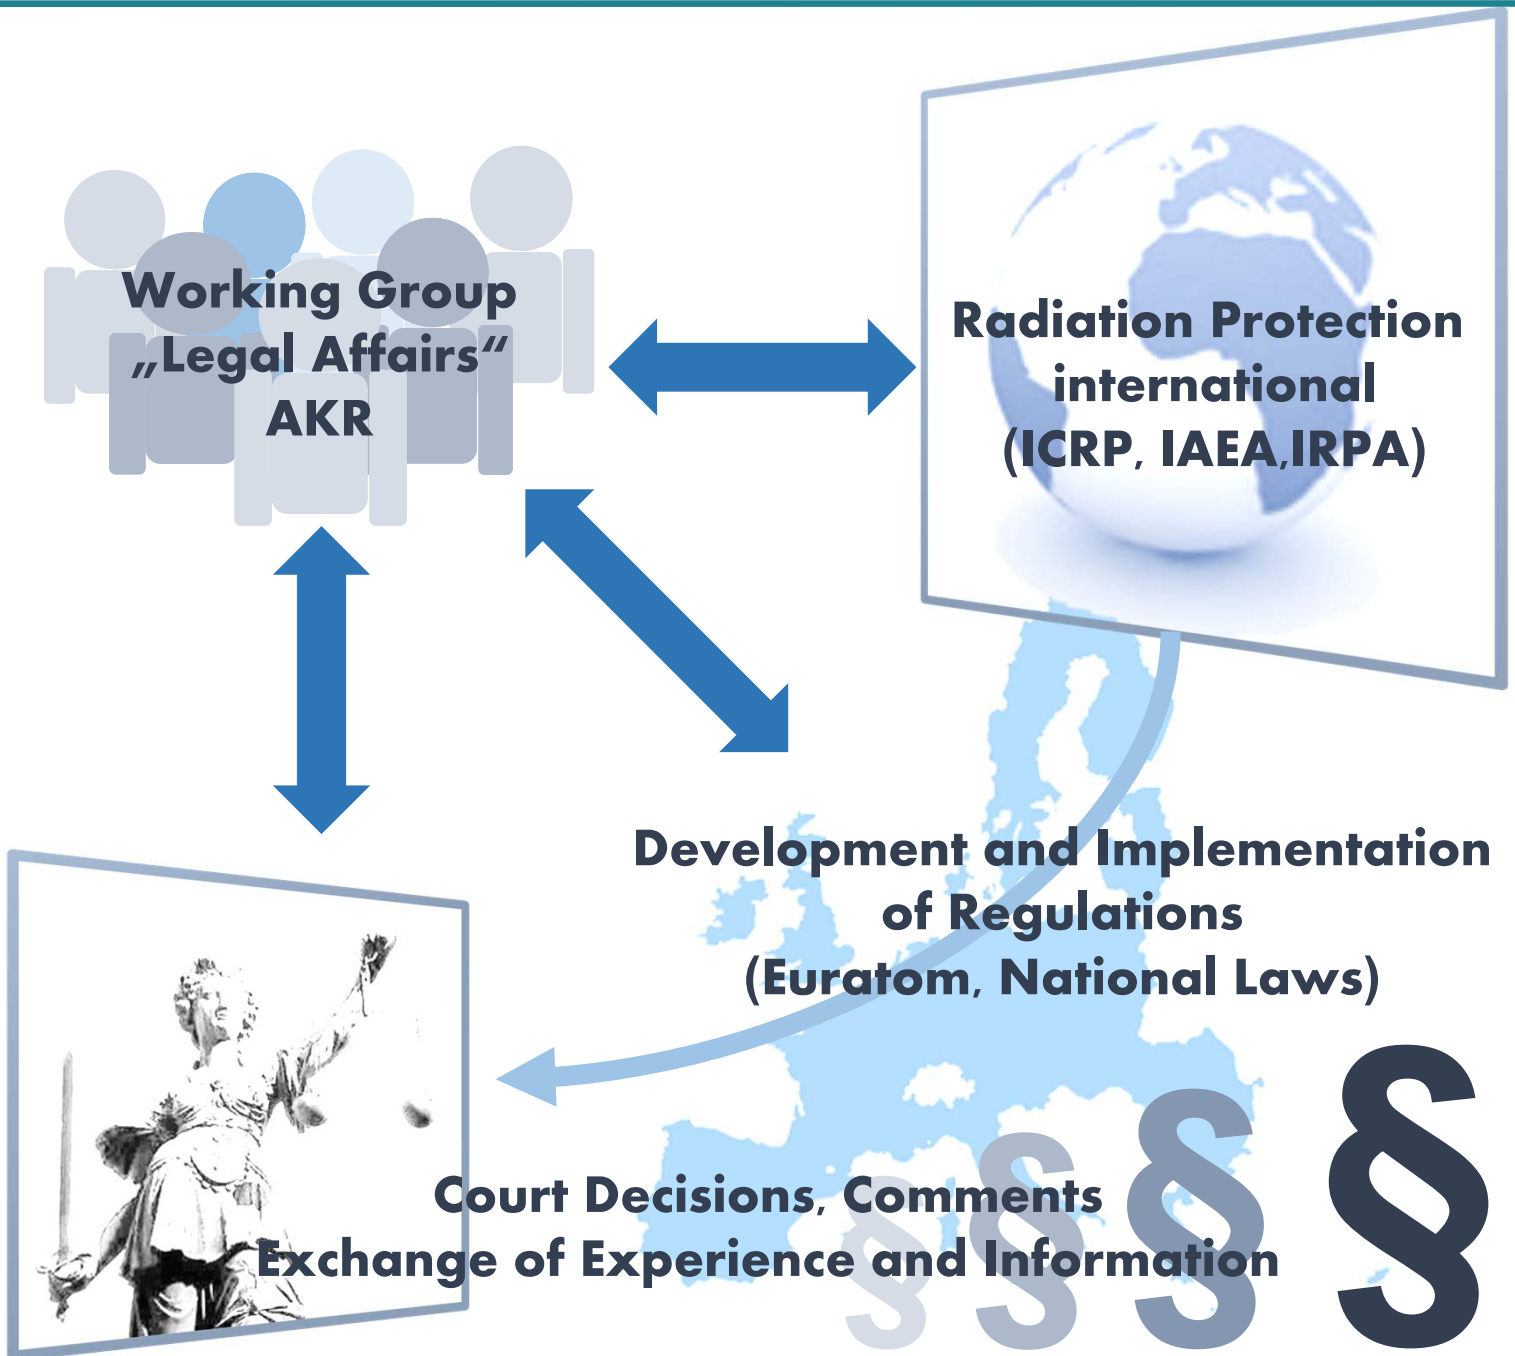 Working Group
„Legal Affairs“
AKR
Radiation Protection
international
(ICRP, IAEA,IRPA)
Development and Implementation
of Regulations
(Euratom, National Laws)
Court Decisions, Comments
Exchange of Experience and Information
§ § § §